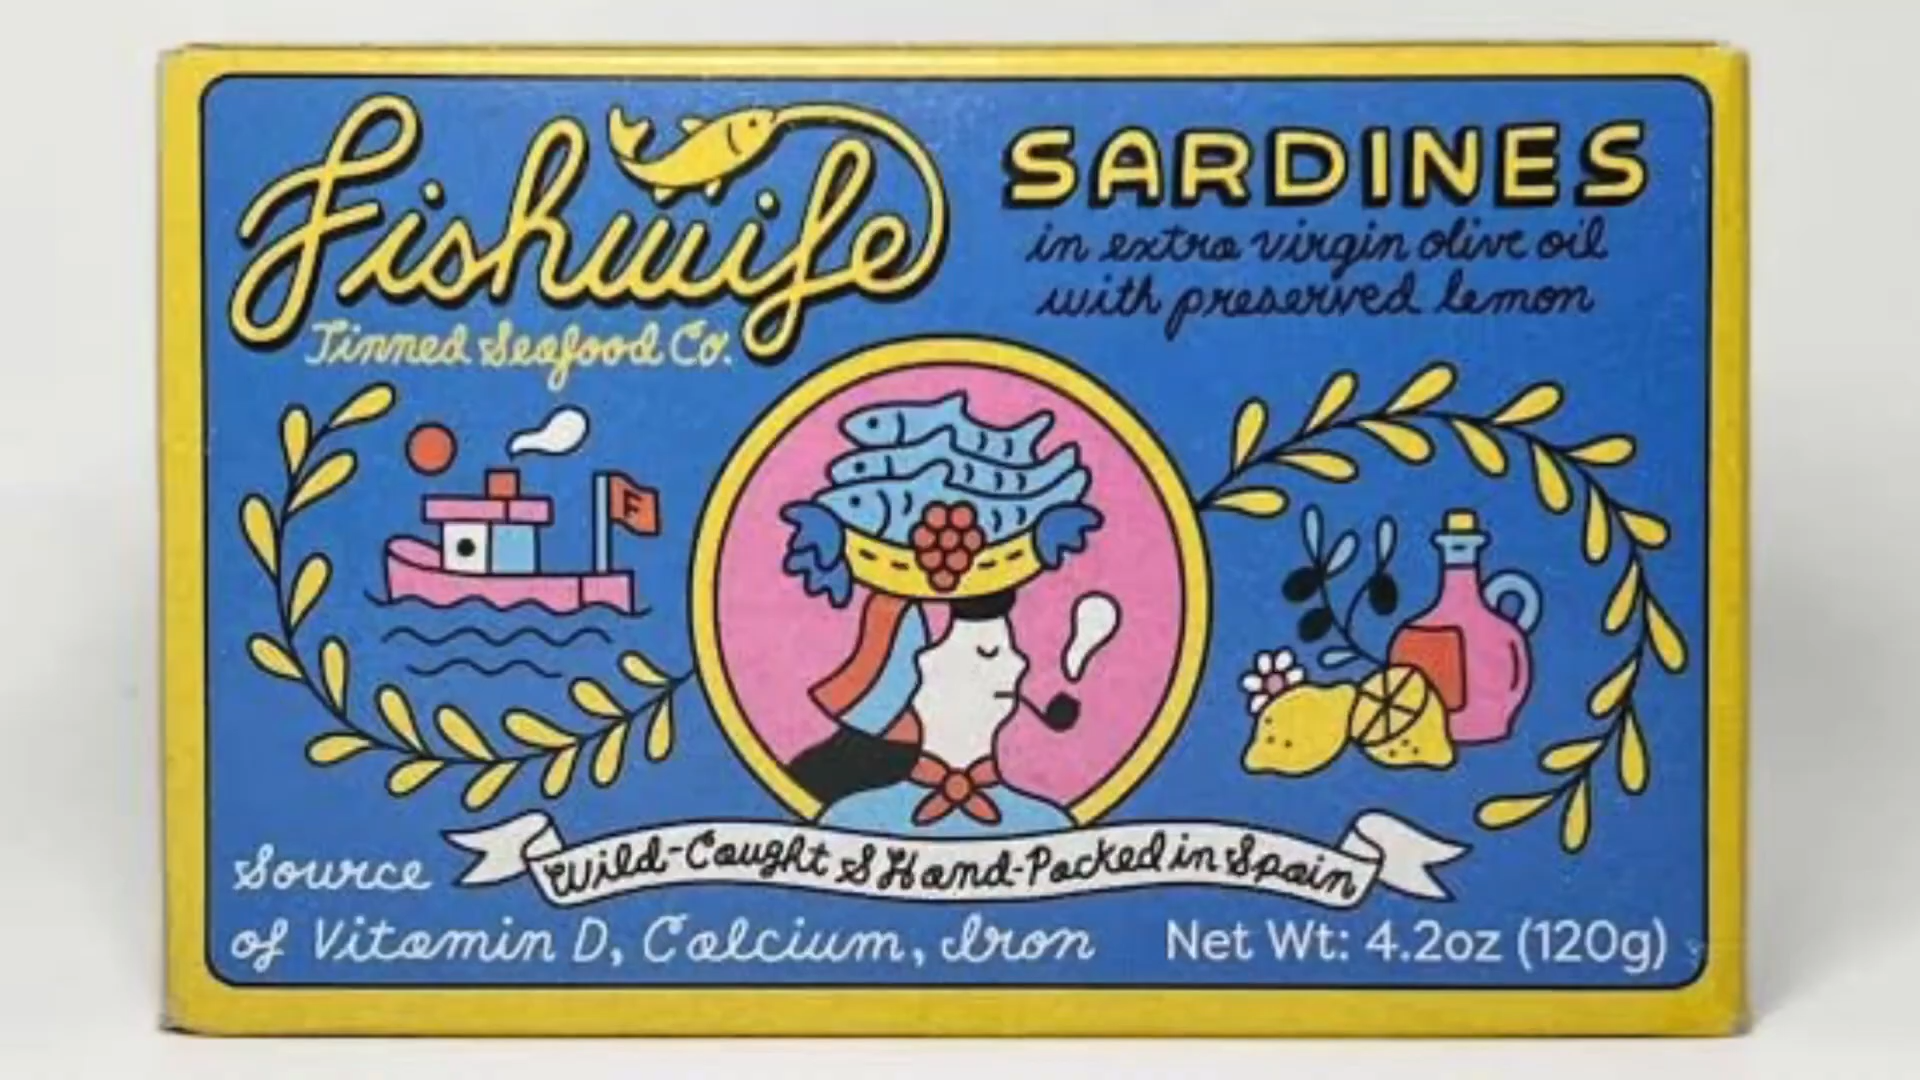 Fishwife
Tinned Seafood Co.
SARDINES
in extra virgin olive oil
with preserved lemon
F
Wild-Caught & Hand-Packed in Spain
Source
of Vitamin D, Calcium, Iron
Net Wt: 4.2oz (120g)